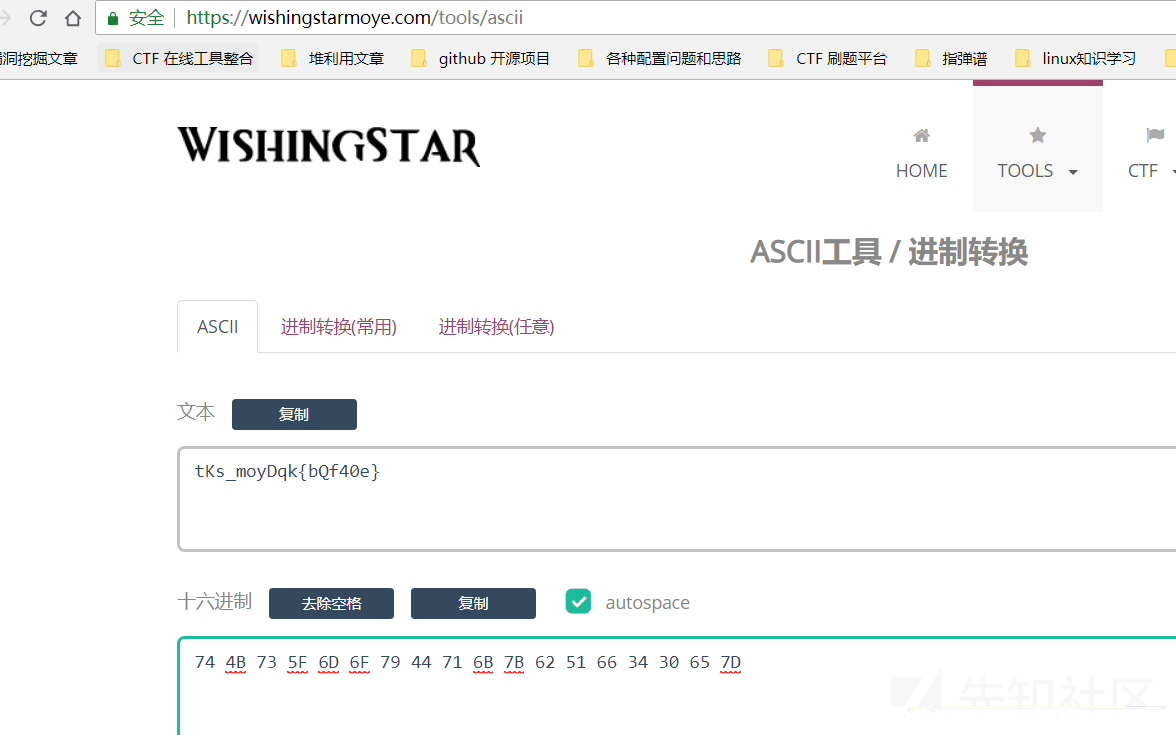 安全 https://wishingstarmoye.com/tools/ascii
洞挖掘文章 CTF 在线工具整合 堆利用文章 github 开源项目 各种配置问题和思路 CTF 刷题平台 指弹谱 linux知识学习
WISHINGSTAR
HOME TOOLS CTF
ASCII工具 / 进制转换
ASCII 进制转换(常用) 进制转换(任意)
文本 复制
tKs_moyDqk{bQf40e}
十六进制 去除空格 复制 autospace
74 4B 73 5F 6D 6F 79 44 71 6B 7B 62 51 66 34 30 65 7D
先知社区